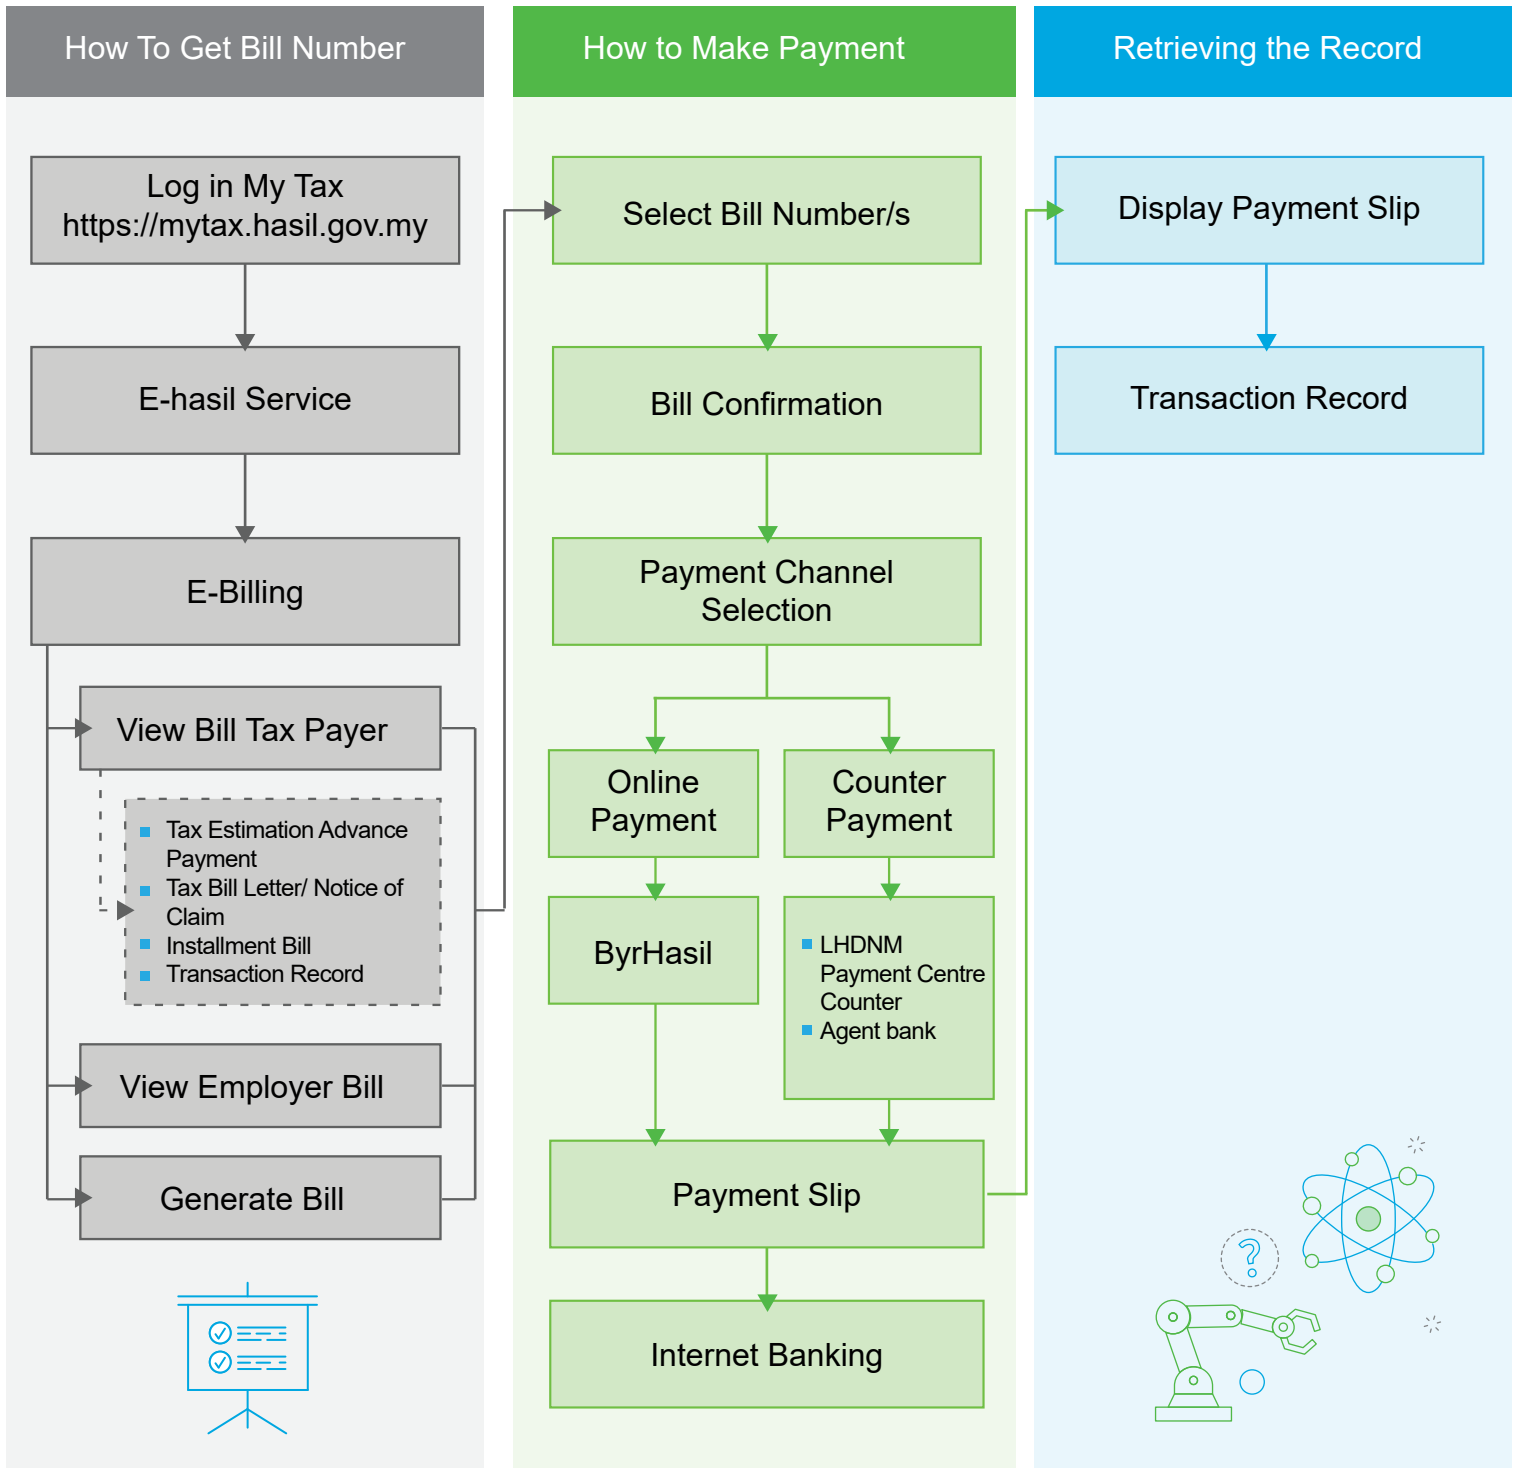 How To Get Bill Number
Log in My Tax
https://mytax.hasil.gov.my
E-hasil Service
E-Billing
View Bill Tax Payer
Tax Estimation Advance
Payment
Tax Bill Letter/ Notice of
Claim
Installment Bill
Transaction Record
View Employer Bill
Generate Bill
How to Make Payment
Select Bill Number/s
Bill Confirmation
Payment Channel
Selection
Online
Payment
Counter
Payment
ByrHasil
LHDNM
Payment Centre
Counter
Agent bank
Payment Slip
Internet Banking
Retrieving the Record
Display Payment Slip
Transaction Record
?